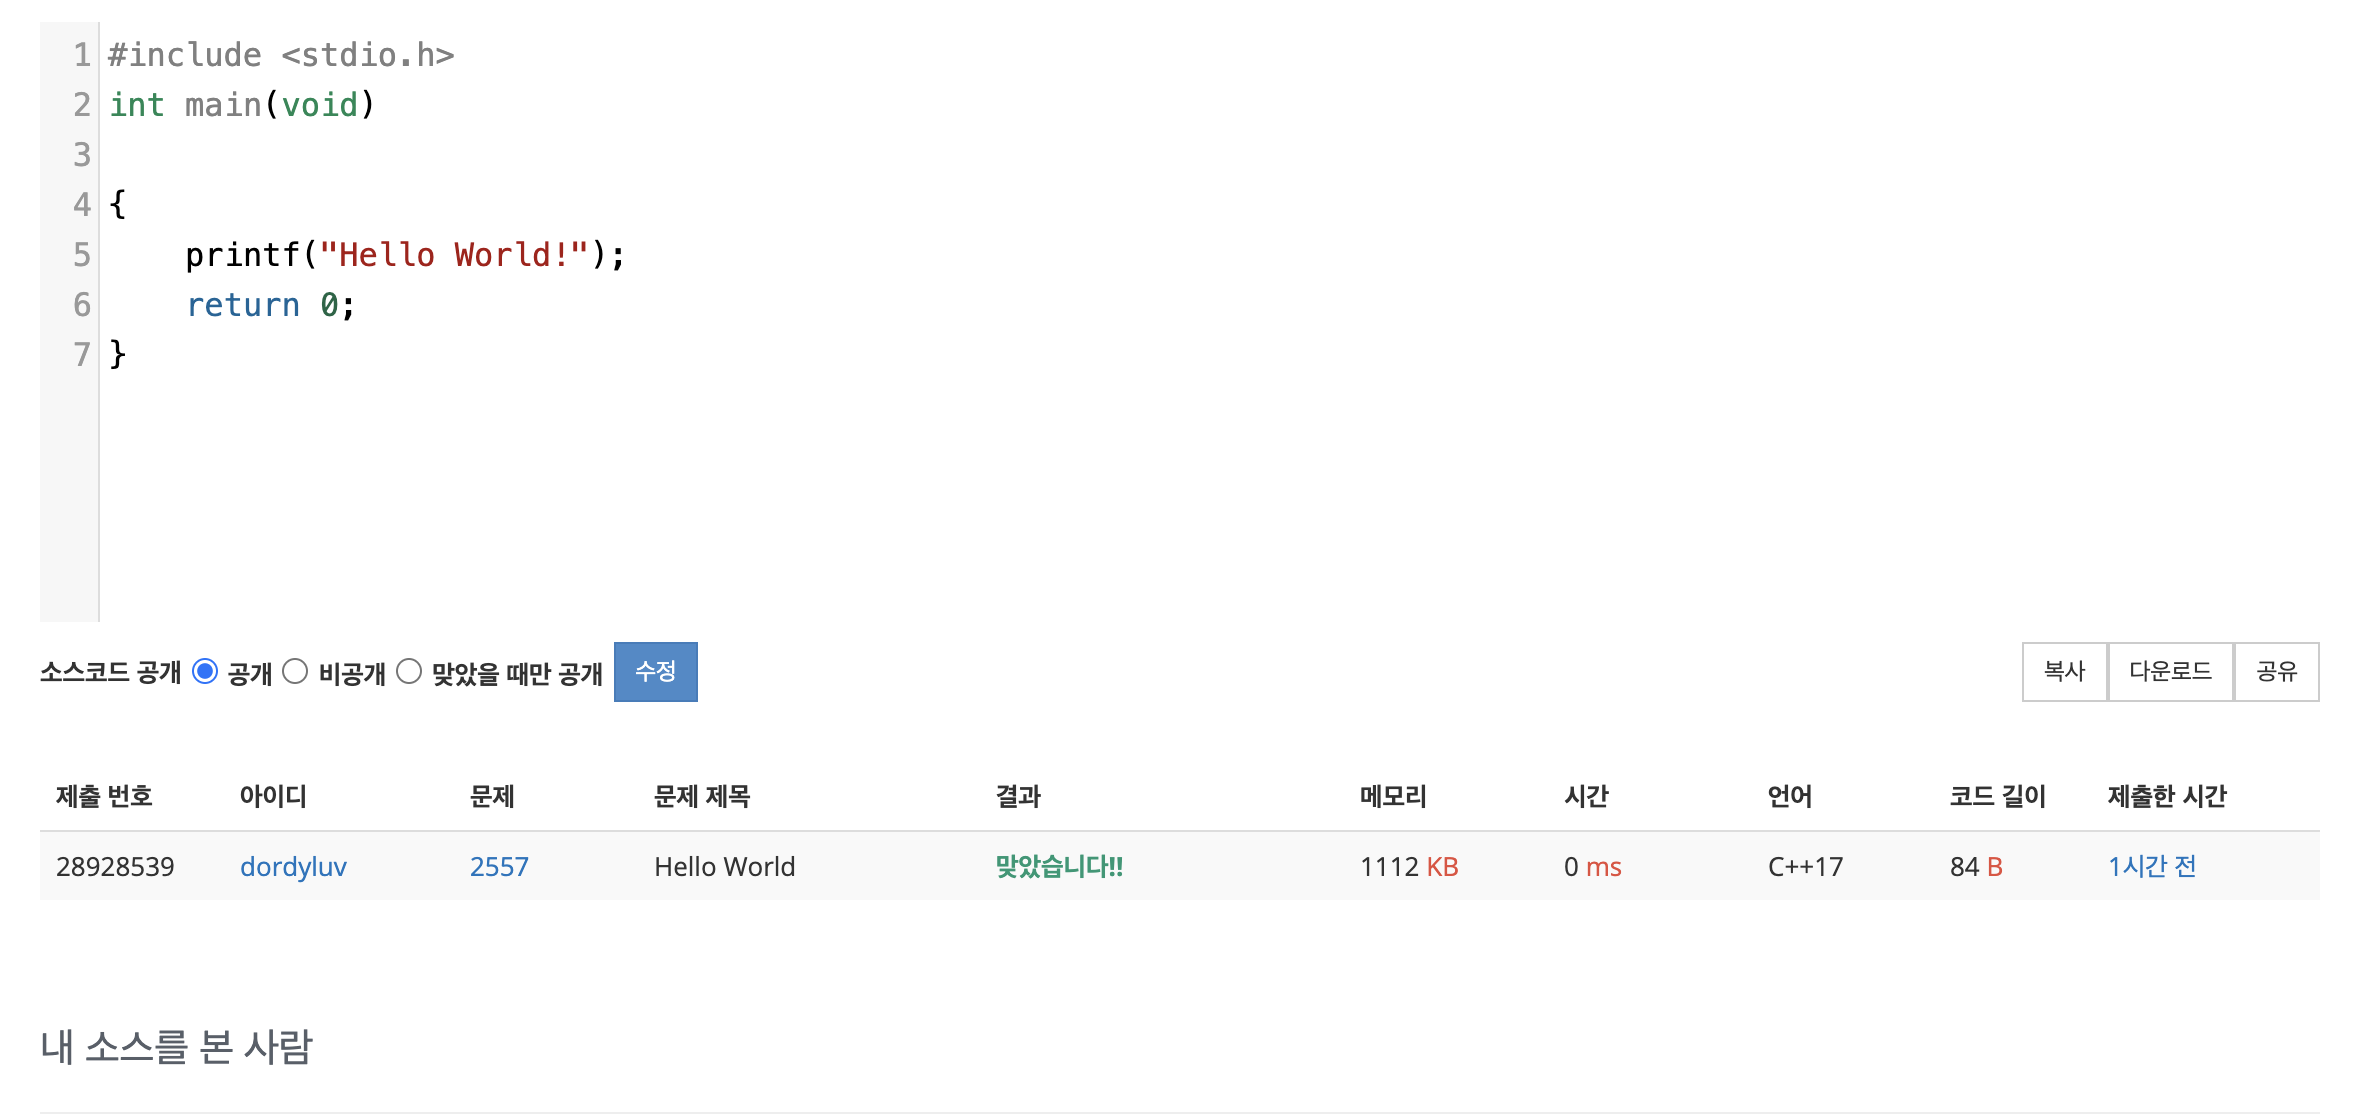 1 #include <stdio.h>
2 int main(void)
3
4 {
5     printf("Hello World!");
6     return 0;
7 }
소스코드 공개 공개 비공개 맞았을 때만 공개 수정 복사 다운로드 공유
제출 번호 아이디 문제 문제 제목 결과 메모리 시간 언어 코드 길이 제출한 시간
28928539 dordyluv 2557 Hello World 맞았습니다!! 1112 KB 0 ms C++17 84 B 1시간 전
내 소스를 본 사람